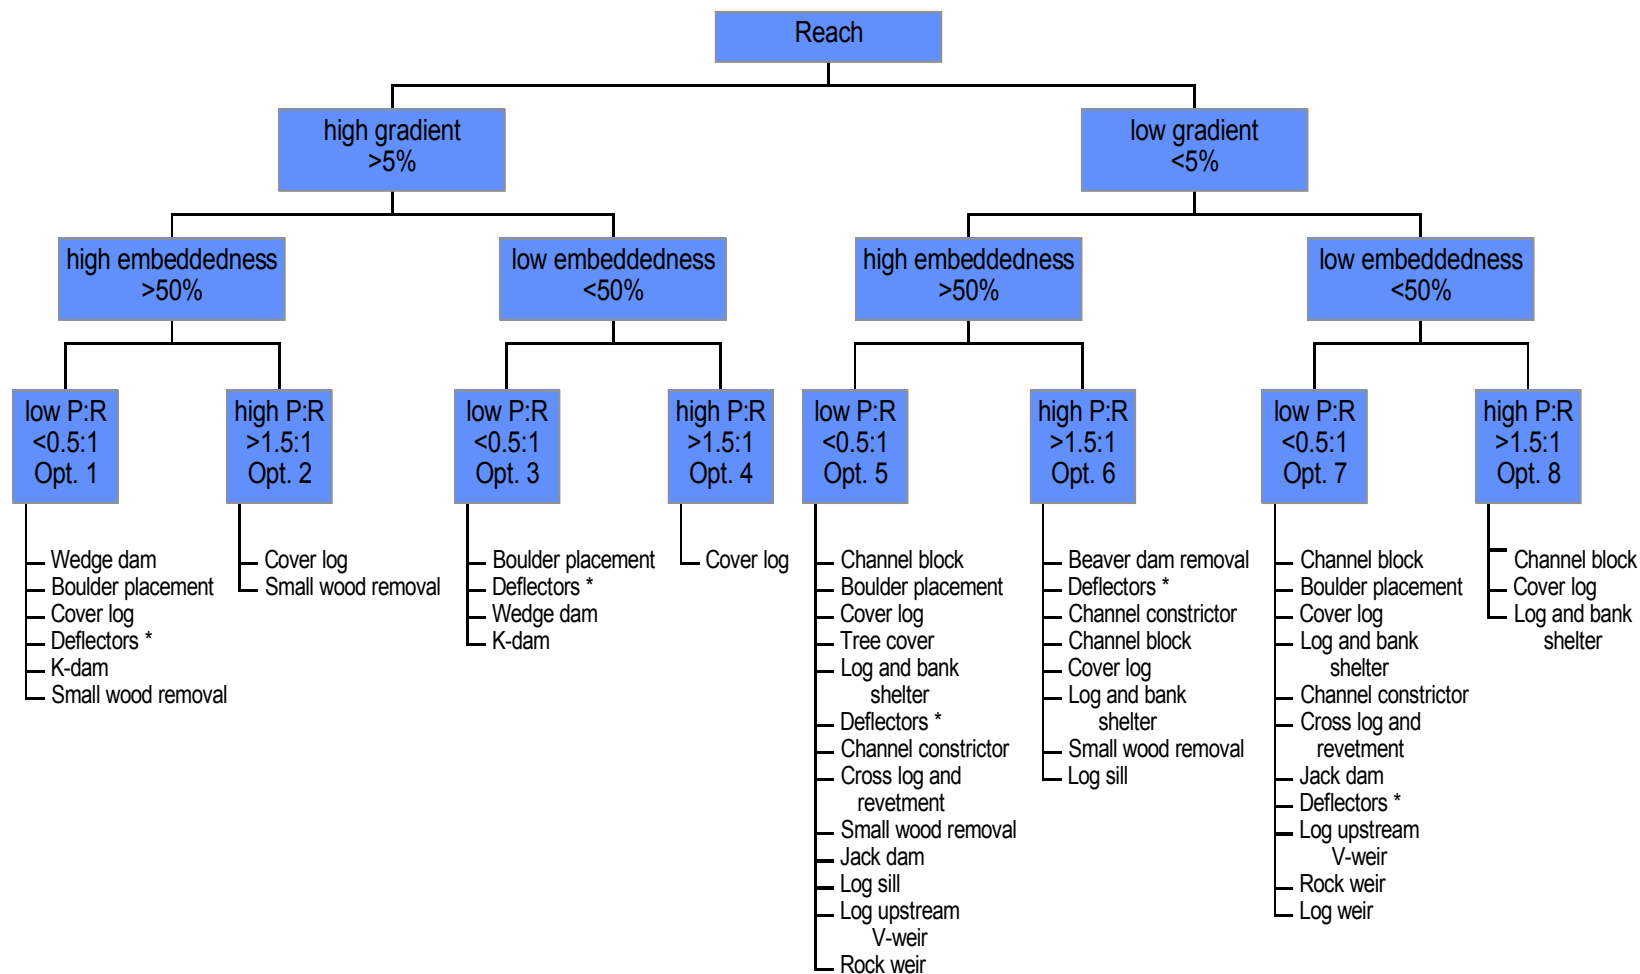 Reach
high gradient
>5%
low gradient
<5%
high embeddedness
>50%
low embeddedness
<50%
high embeddedness
>50%
low embeddedness
<50%
low P:R
<0.5:1
Opt. 1
high P:R
>1.5:1
Opt. 2
low P:R
<0.5:1
Opt. 3
high P:R
>1.5:1
Opt. 4
low P:R
<0.5:1
Opt. 5
high P:R
>1.5:1
Opt. 6
low P:R
<0.5:1
Opt. 7
high P:R
>1.5:1
Opt. 8
Wedge dam
Boulder placement
Cover log
Deflectors *
K-dam
Small wood removal
Cover log
Small wood removal
Boulder placement
Deflectors *
Wedge dam
K-dam
Cover log
Channel block
Boulder placement
Cover log
Tree cover
Log and bank
shelter
Deflectors *
Channel constrictor
Cross log and
revetment
Small wood removal
Jack dam
Log sill
Log upstream
V-weir
Rock weir
Beaver dam removal
Deflectors *
Channel constrictor
Channel block
Cover log
Log and bank
shelter
Small wood removal
Log sill
Channel block
Boulder placement
Cover log
Log and bank
shelter
Channel constrictor
Cross log and
revetment
Jack dam
Deflectors *
Log upstream
V-weir
Rock weir
Log weir
Channel block
Cover log
Log and bank
shelter